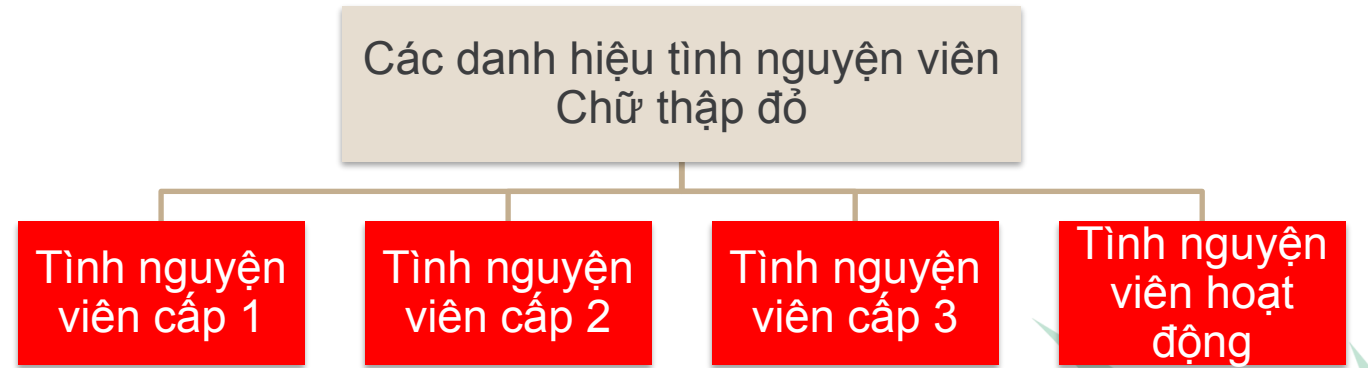 Các danh hiệu tình nguyện viên
Chữ thập đỏ
Tình nguyện
viên cấp 1
Tình nguyện
viên cấp 2
Tình nguyện
viên cấp 3
Tình nguyện
viên hoạt
động